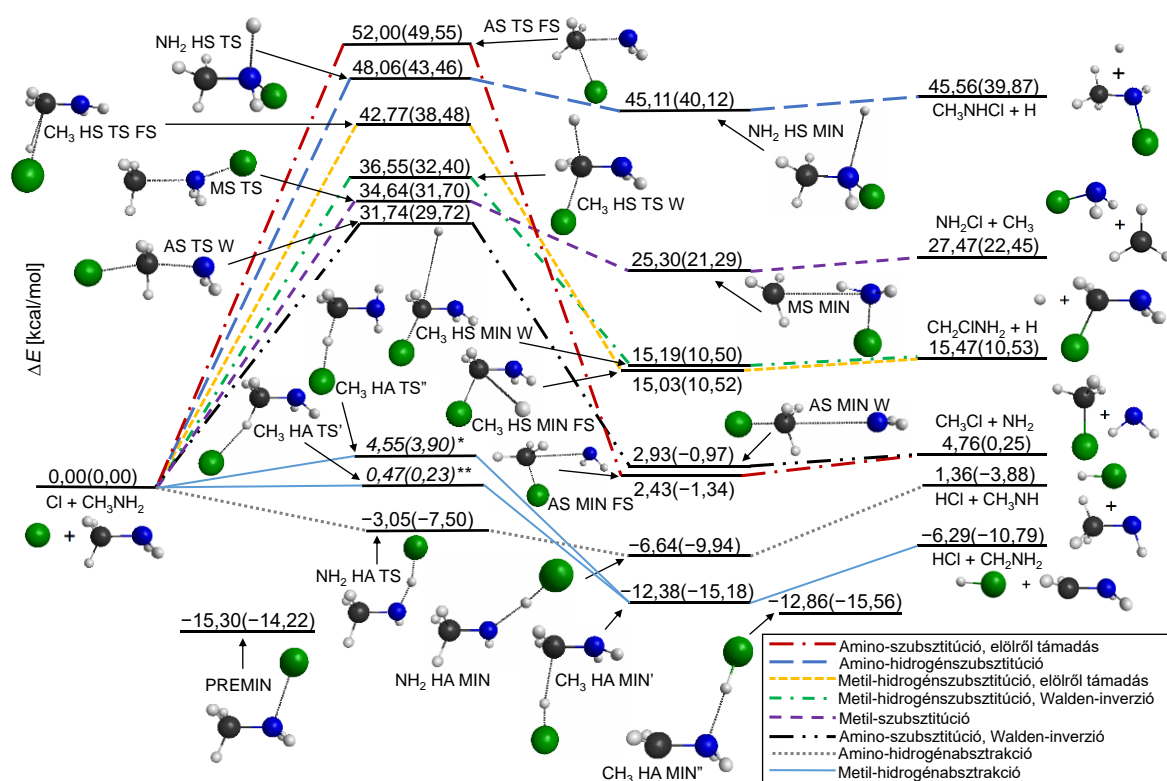 52,00(49,55)
AS TS FS
NH₂ HS TS
48,06(43,46)
45,11(40,12)
45,56(39,87)
CH₃NHCl + H
+
CH₃ HS TS FS
42,77(38,48)
NH₂ HS MIN
36,55(32,40)
CH₃ HS TS W
MS TS
34,64(31,70)
AS TS W
31,74(29,72)
NH₂Cl + CH₃
27,47(22,45)
+
25,30(21,29)
MS MIN
ΔE [kcal/mol]
CH₃ HS MIN W
CH₂ClNH₂ + H
15,47(10,53)
+
15,19(10,50)
15,03(10,52)
CH₃ HA TS”
CH₃ HS MIN FS
CH₃ HA TS’
AS MIN W
CH₃Cl + NH₂
4,76(0,25)
+
4,55(3,90)*
2,93(−0,97)
0,47(0,23)**
AS MIN FS
2,43(−1,34)
0,00(0,00)
Cl + CH₃NH₂
+
1,36(−3,88)
HCl + CH₃NH
+
−3,05(−7,50)
NH₂ HA TS
−6,64(−9,94)
−6,29(−10,79)
HCl + CH₂NH₂
+
−12,38(−15,18)
−12,86(−15,56)
−15,30(−14,22)
PREMIN
NH₂ HA MIN
CH₃ HA MIN’
CH₃ HA MIN”
Amino-szubsztitúció, elölről támadás
Amino-hidrogénszubsztitúció
Metil-hidrogénszubsztitúció, elölről támadás
Metil-hidrogénszubsztitúció, Walden-inverzió
Metil-szubsztitúció
Amino-szubsztitúció, Walden-inverzió
Amino-hidrogénabsztrakció
Metil-hidrogénabsztrakció